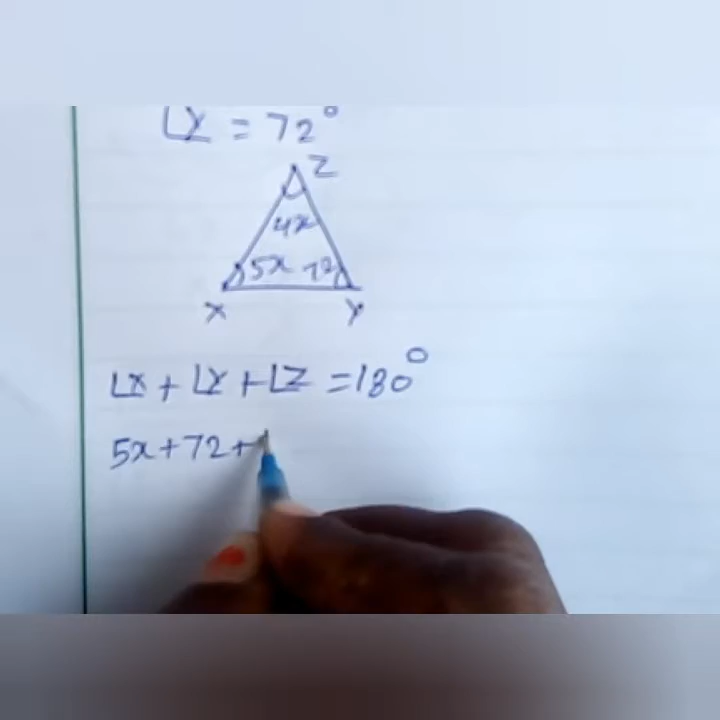 ∠Y = 72°
Z
4x
5x 72
X Y
∠X + ∠Y + ∠Z = 180°
5x + 72 +